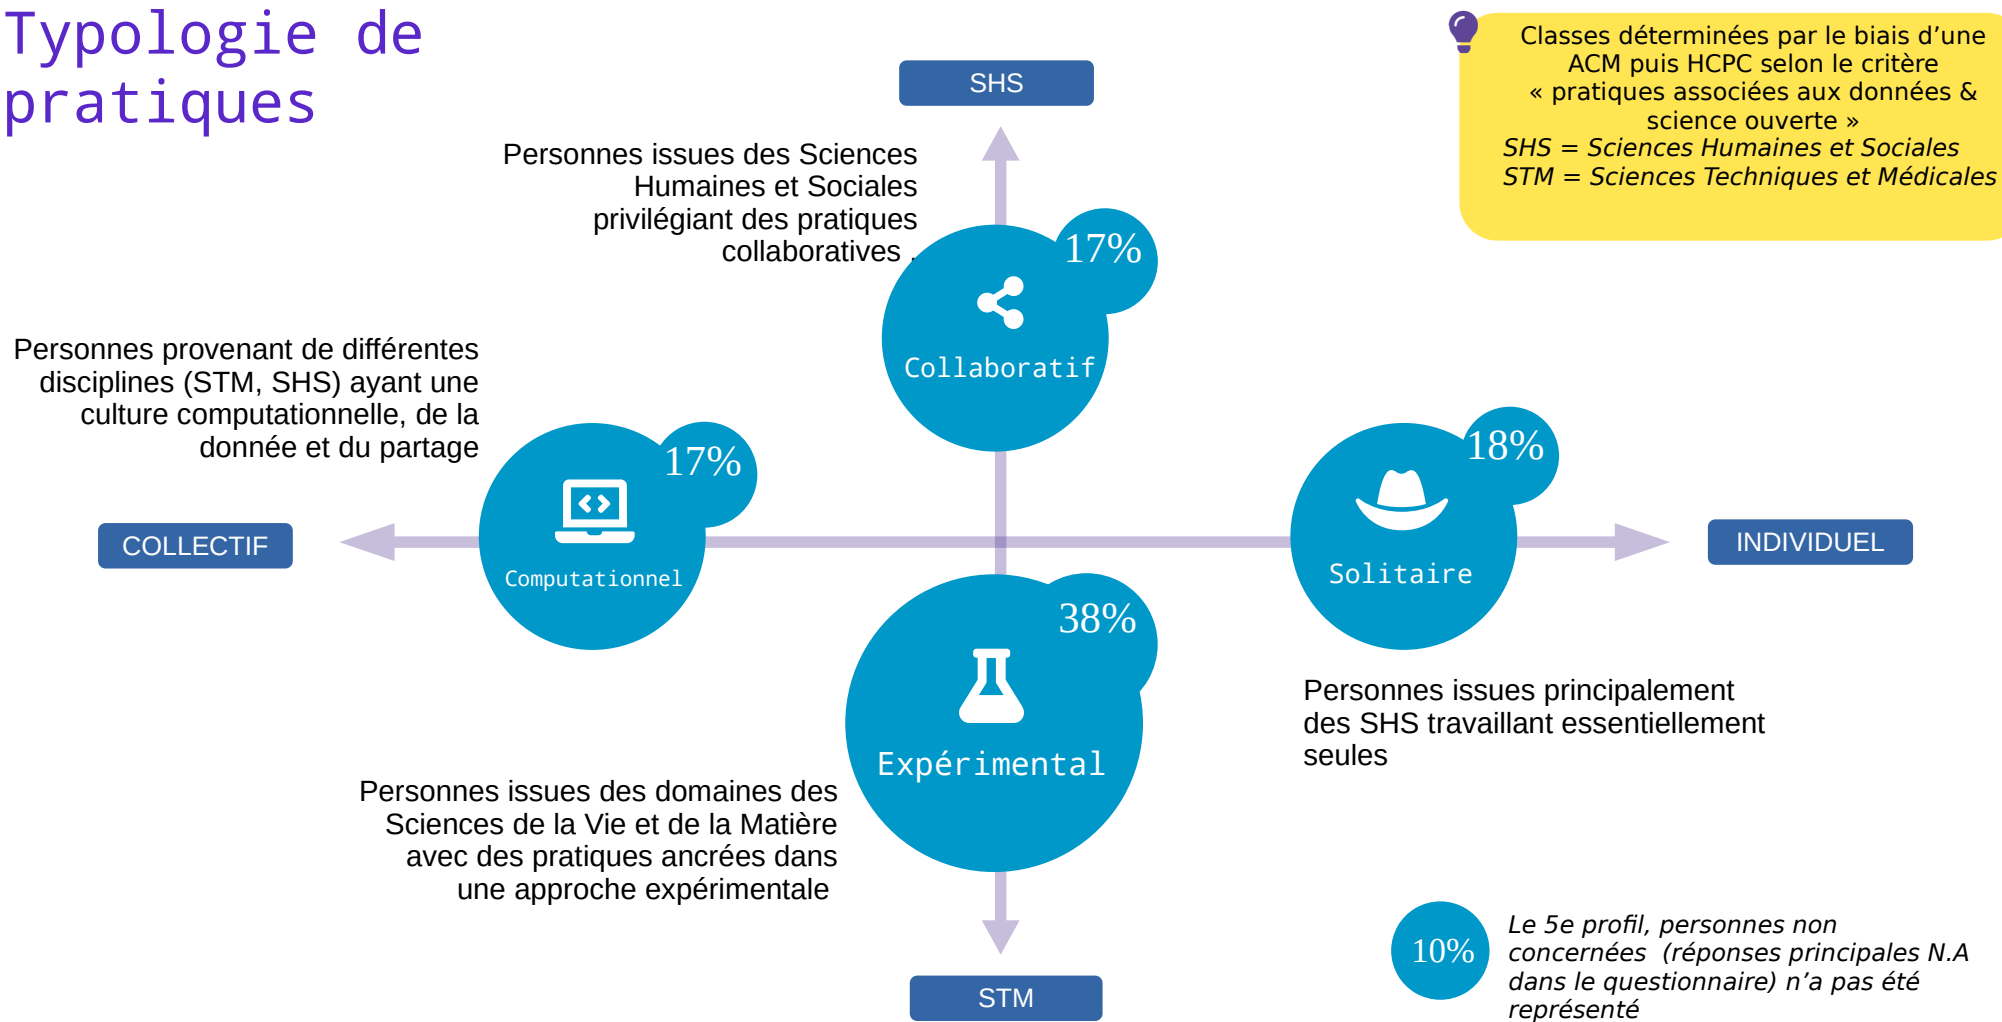 Typologie de
pratiques
Classes déterminées par le biais d’une
ACM puis HCPC selon le critère
« pratiques associées aux données &
science ouverte »
SHS = Sciences Humaines et Sociales
STM = Sciences Techniques et Médicales
SHS
Personnes issues des Sciences
Humaines et Sociales
privilégiant des pratiques
collaboratives .
17%
Collaboratif
Personnes provenant de différentes
disciplines (STM, SHS) ayant une
culture computationnelle, de la
donnée et du partage
17%
Computationnel
18%
Solitaire
COLLECTIF
INDIVIDUEL
38%
Expérimental
Personnes issues principalement
des SHS travaillant essentiellement
seules
Personnes issues des domaines des
Sciences de la Vie et de la Matière
avec des pratiques ancrées dans
une approche expérimentale
STM
10%
Le 5e profil, personnes non
concernées  (réponses principales N.A
dans le questionnaire) n’a pas été
représenté